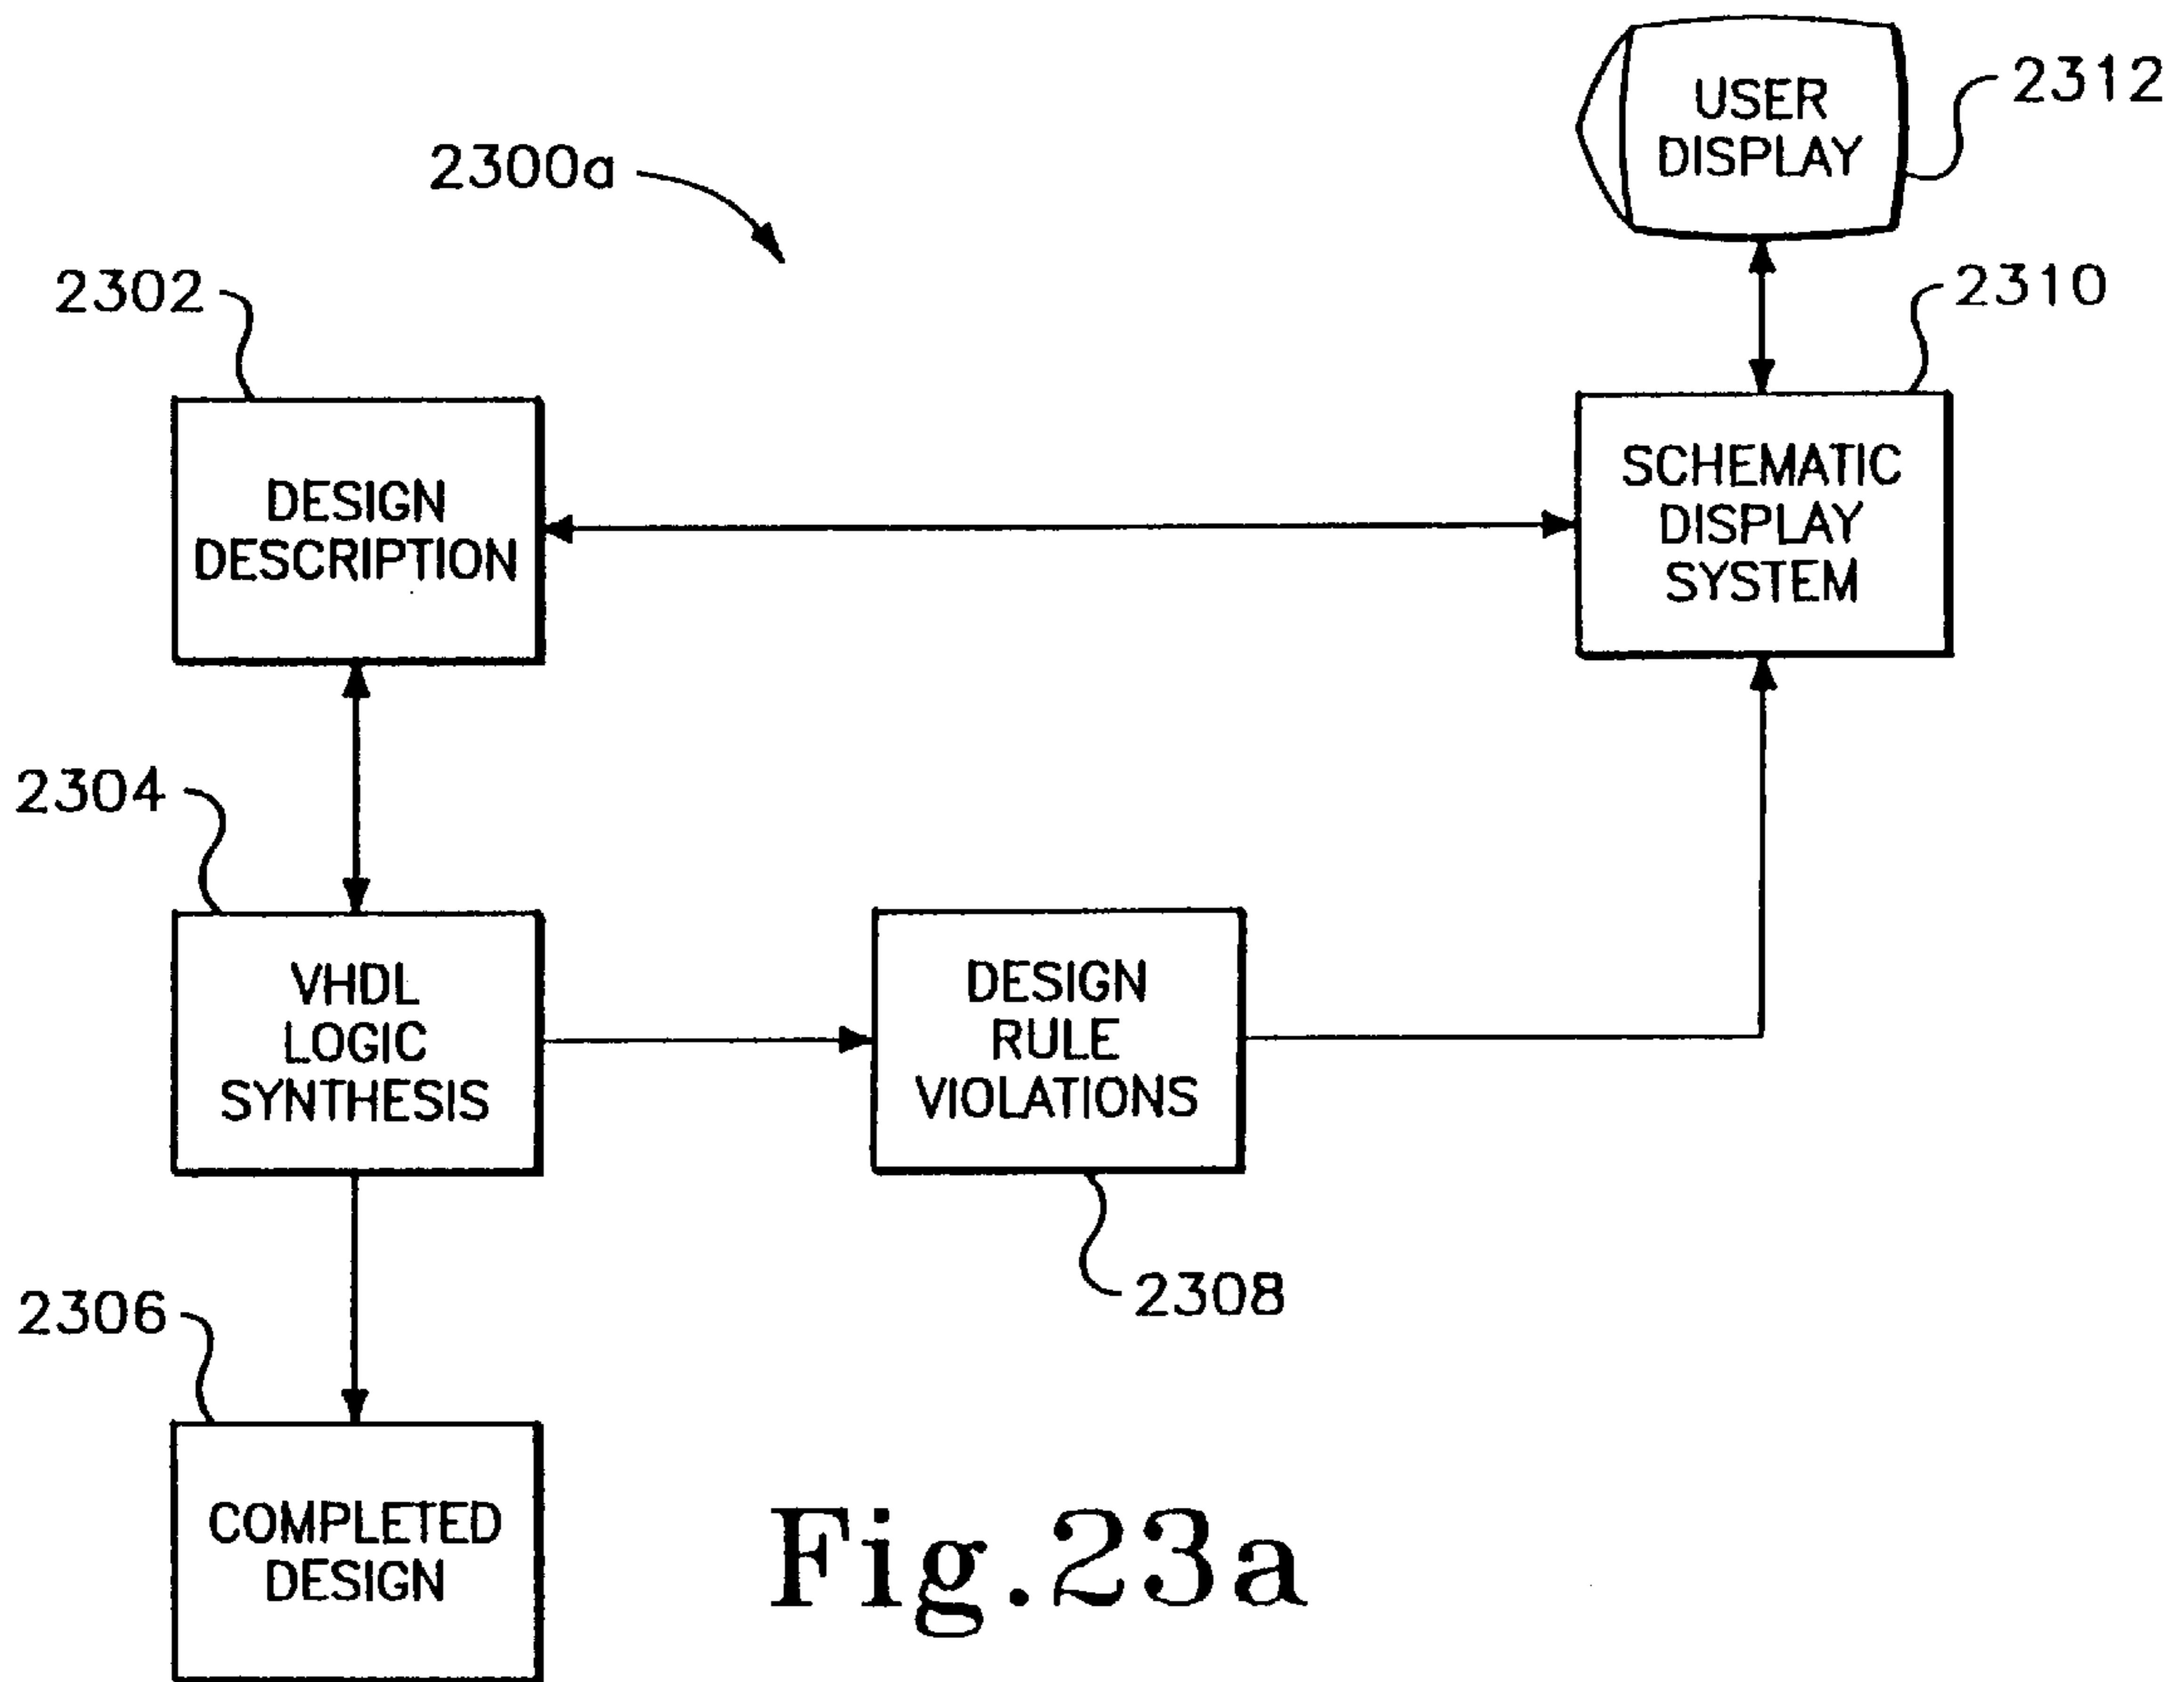 USER
DISPLAY
2312
2300a
2302
2310
DESIGN
DESCRIPTION
SCHEMATIC
DISPLAY
SYSTEM
2304
VHDL
LOGIC
SYNTHESIS
DESIGN
RULE
VIOLATIONS
2308
2306
COMPLETED
DESIGN
Fig.23a